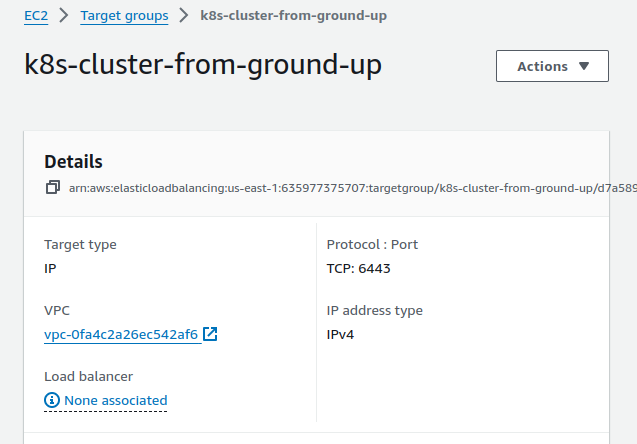 EC2 > Target groups > k8s-cluster-from-ground-up
k8s-cluster-from-ground-up
Actions
Details
arn:aws:elasticloadbalancing:us-east-1:635977375707:targetgroup/k8s-cluster-from-ground-up/d7a589
Target type
IP
Protocol : Port
TCP: 6443
VPC
vpc-0fa4c2a26ec542af6
IP address type
IPv4
Load balancer
None associated